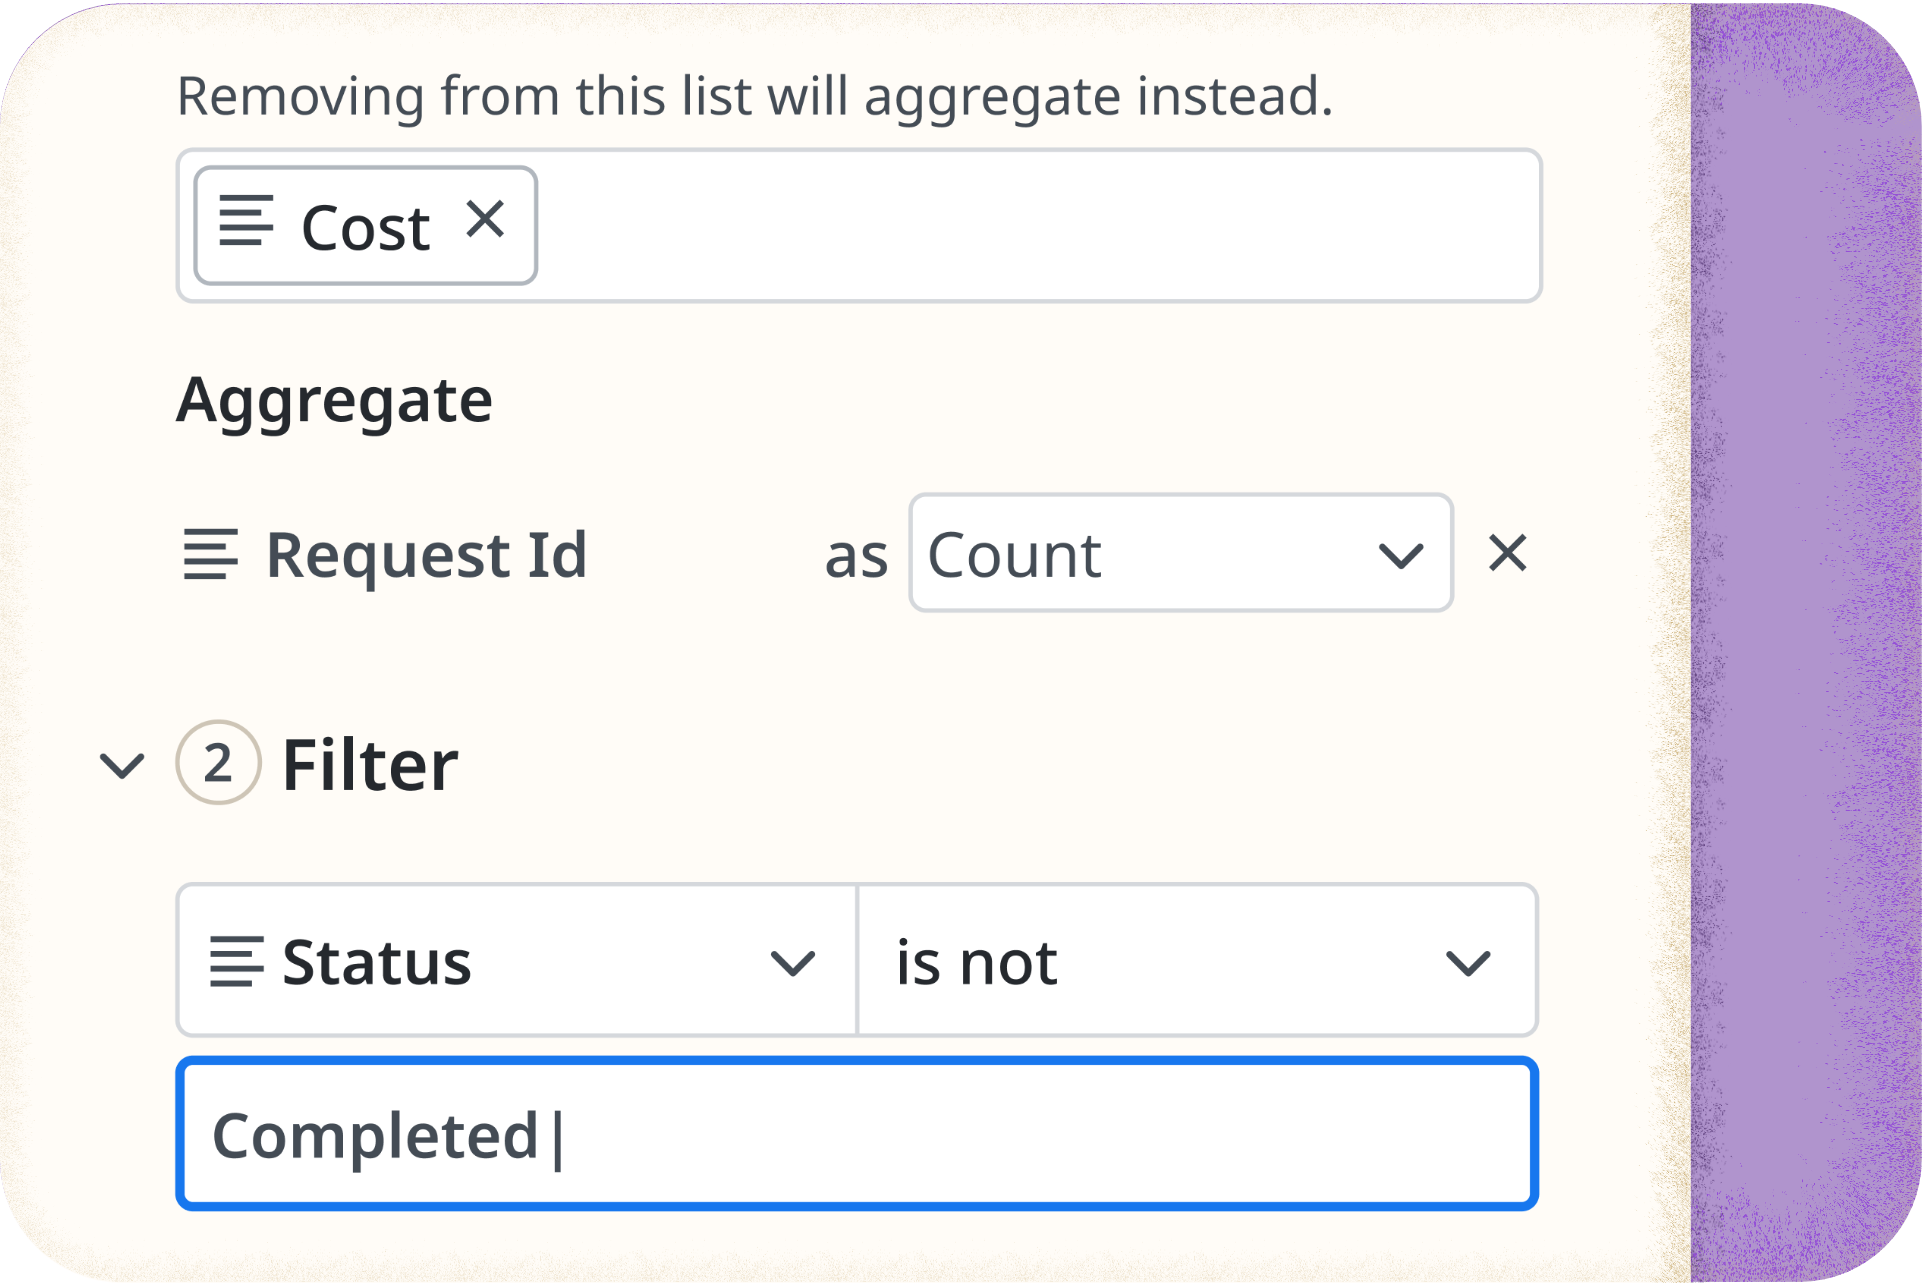 Removing from this list will aggregate instead.
Cost
Aggregate
Request Id as Count
2 Filter
Status is not
Completed